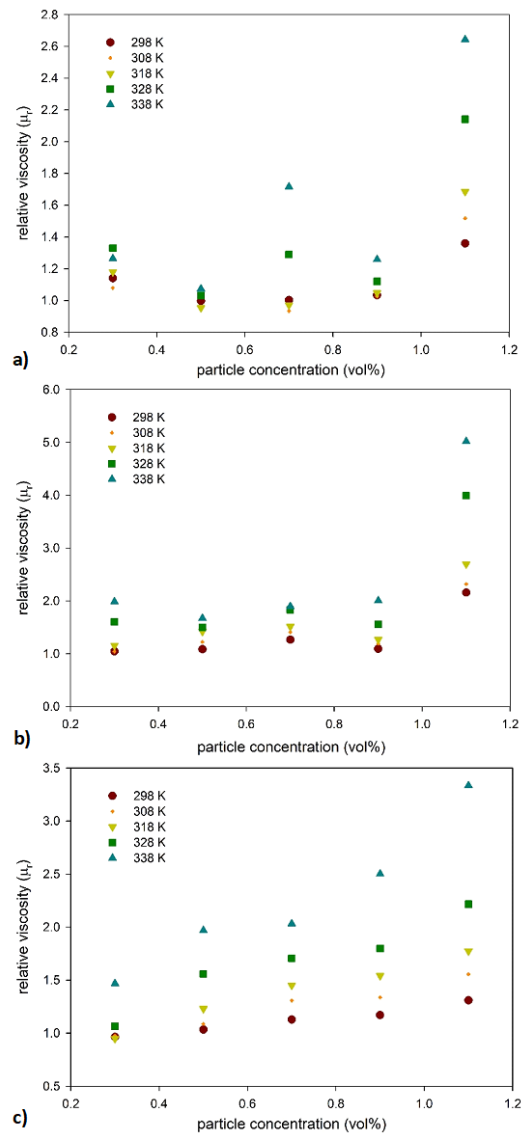 2.8
2.6
2.4
2.2
2.0
1.8
1.6
1.4
1.2
1.0
0.8
relative viscosity (μr)
298 K
308 K
318 K
328 K
338 K
0.2 0.4 0.6 0.8 1.0 1.2
particle concentration (vol%)
a)
6.0
5.0
4.0
3.0
2.0
1.0
0.0
relative viscosity (μr)
298 K
308 K
318 K
328 K
338 K
0.2 0.4 0.6 0.8 1.0 1.2
particle concentration (vol%)
b)
3.5
3.0
2.5
2.0
1.5
1.0
0.5
relative viscosity (μr)
298 K
308 K
318 K
328 K
338 K
0.2 0.4 0.6 0.8 1.0 1.2
particle concentration (vol%)
c)